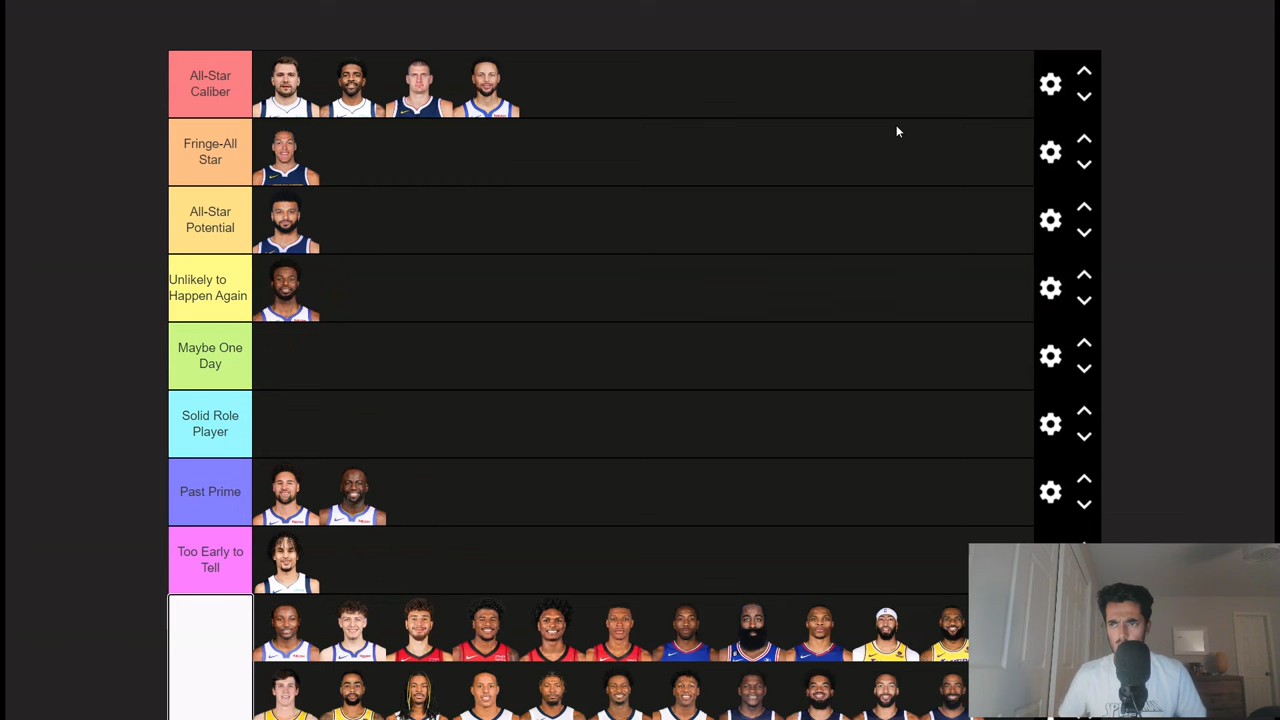 All-Star
Caliber
Fringe-All
Star
All-Star
Potential
Unlikely to
Happen Again
Maybe One
Day
Solid Role
Player
Past Prime
Too Early to
Tell